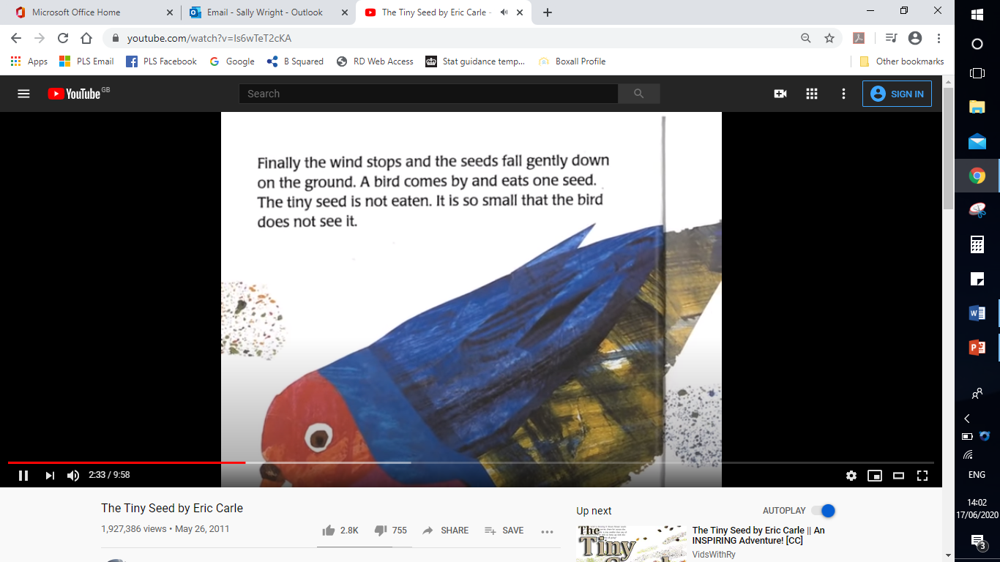 Microsoft Office Home
Email - Sally Wright - Outlook
The Tiny Seed by Eric Carle -
youtube.com/watch?v=Is6wTeT2cKA
Apps
PLS Email
PLS Facebook
Google
B Squared
RD Web Access
Stat guidance temp...
Boxall Profile
Other bookmarks
YouTube GB
Search
SIGN IN
Finally the wind stops and the seeds fall gently down
on the ground. A bird comes by and eats one seed.
The tiny seed is not eaten. It is so small that the bird
does not see it.
2:33 / 9:58
The Tiny Seed by Eric Carle
1,927,386 views • May 26, 2011
2.8K
755
SHARE
SAVE
Up next
AUTOPLAY
The
Tiny
The Tiny Seed by Eric Carle || An
INSPIRING Adventure! [CC]
VidsWithRy
ENG
14:02
17/06/2020
3